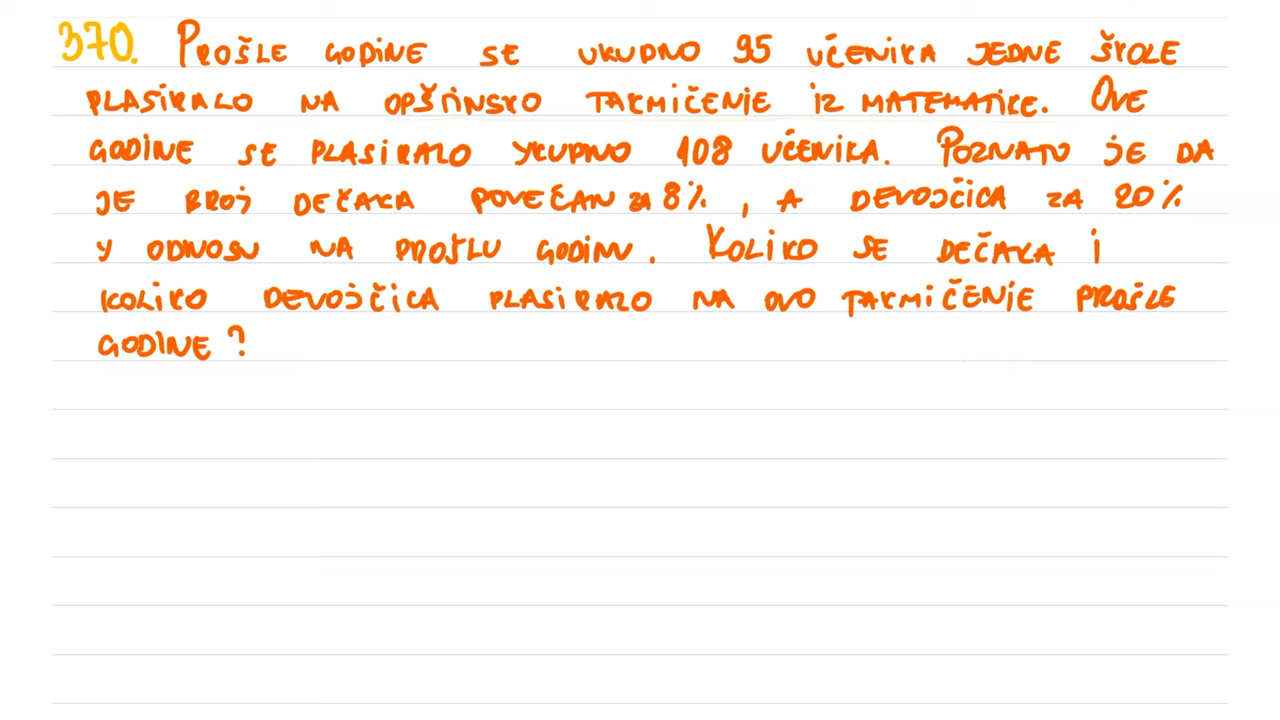 370. PROŠLE GODINE SE UKUPNO 95 UČENIKA JEDNE ŠKOLE
PLASIRALO NA OPŠTINSKO TAKMIČENJE IZ MATEMATIKE. OVE
GODINE SE PLASIRALO UKUPNO 108 UČENIKA. POZNATO JE DA
JE BROJ DEČAKA POVEĆAN ZA 8%, A DEVOJČICA ZA 20%
U ODNOSU NA PROŠLU GODINU. KOLIKO SE DEČAKA I
KOLIKO DEVOJČICA PLASIRALO NA OVO TAKMIČENJE PROŠLE
GODINE?